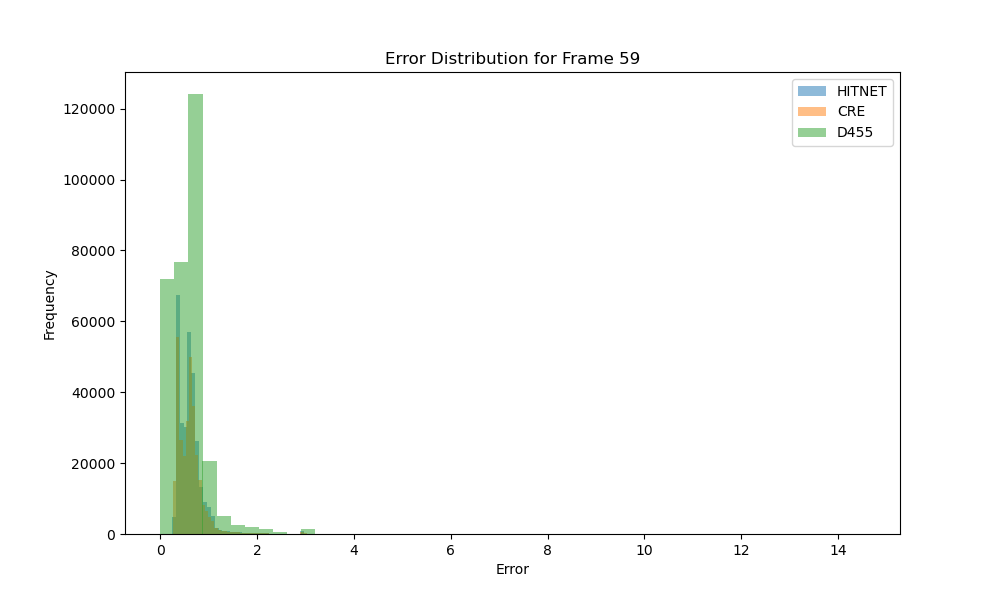 Error Distribution for Frame 59
HITNET
CRE
D455
120000
100000
80000
60000
40000
20000
0
Frequency
0 2 4 6 8 10 12 14
Error